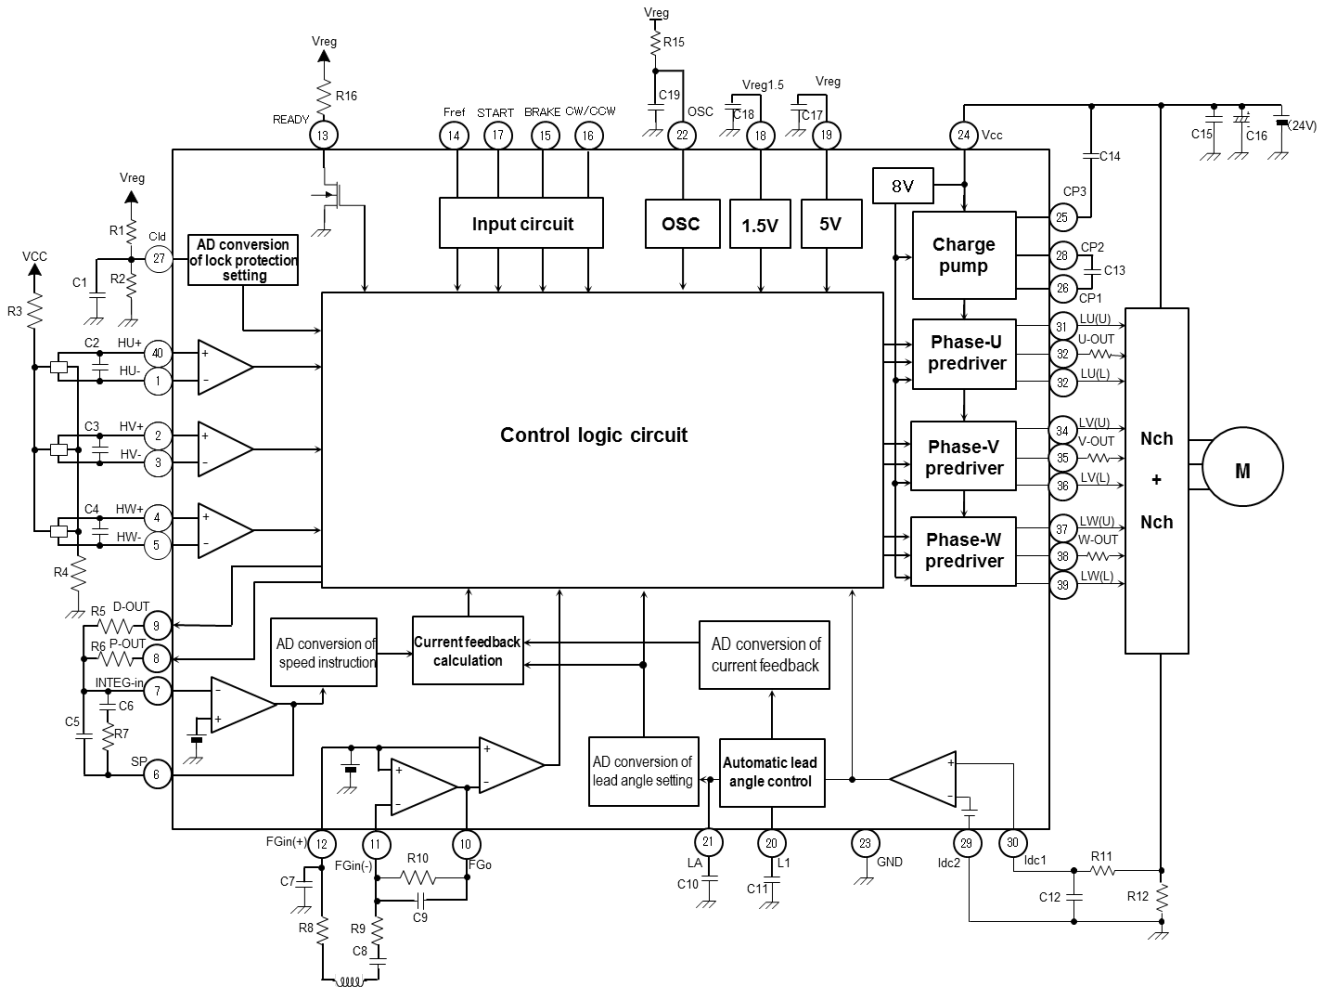 Vreg
Vreg
R15
C19
OSC
Vreg1.5
C18
Vreg
C17
R16
READY
13
Fref
14
START
17
BRAKE
15
CW/CCW
16
22
18
19
24
Vcc
C15
C16
+
-
(24V)
C14
Vreg
R1
Cld
27
R2
C1
AD conversion
of lock protection
setting
Input circuit
OSC
1.5V
5V
8V
Charge
pump
CP3
25
28
CP2
C13
26
CP1
VCC
R3
C2
HU+
40
HU-
1
+
-
C3
HV+
2
HV-
3
+
-
C4
HW+
4
HW-
5
+
-
R4
Control logic circuit
Phase-U
predriver
31
LU(U)
32
U-OUT
32
LU(L)
Phase-V
predriver
34
LV(U)
35
V-OUT
36
LV(L)
Phase-W
predriver
37
LW(U)
38
W-OUT
39
LW(L)
Nch
+
Nch
M
R5
D-OUT
9
R6
P-OUT
8
INTEG-in
7
C5
C6
R7
SP
6
-
+
AD conversion of
speed instruction
Current feedback
calculation
AD conversion of
current feedback
AD conversion of
lead angle setting
Automatic lead
angle control
+
-
+
-
+
-
FGin(+)
12
FGin(-)
11
10
FGo
21
LA
20
L1
23
GND
29
Idc2
30
Idc1
R11
C7
R10
C9
R8
R9
C8
C10
C11
C12
R12